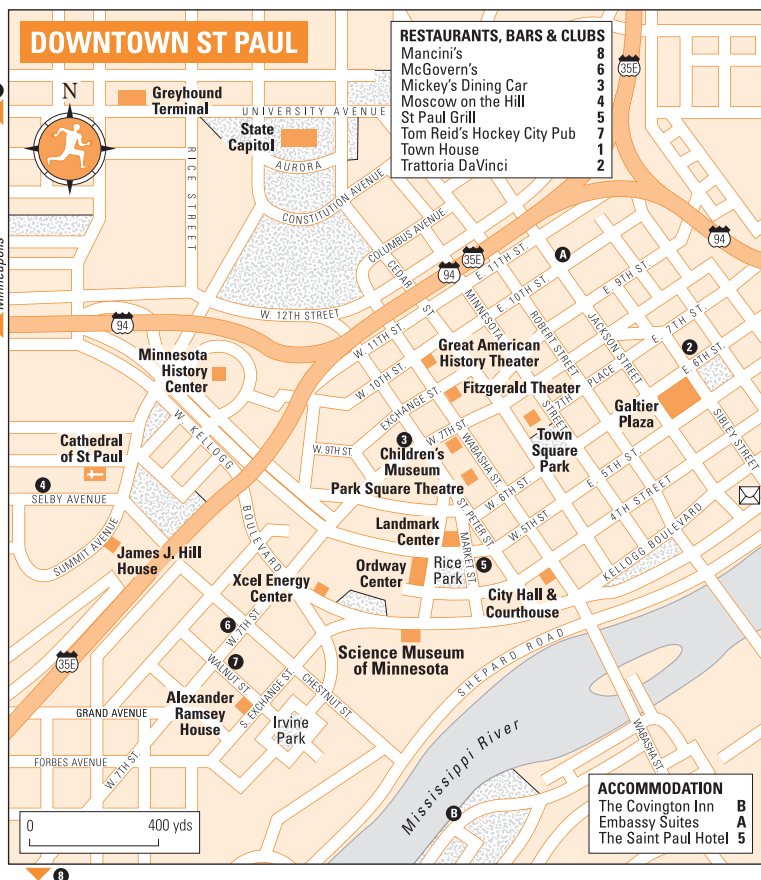 DOWNTOWN ST PAUL
RESTAURANTS, BARS & CLUBS
Mancini's 8
McGovern's 6
Mickey's Dining Car 3
Moscow on the Hill 4
St Paul Grill 5
Tom Reid's Hockey City Pub 7
Town House 1
Trattoria DaVinci 2
35E
N
Greyhound
Terminal
UNIVERSITY AVENUE
State
Capitol
RICE STREET
AURORA
CONSTITUTION AVENUE
COLUMBUS AVENUE
CEDAR ST.
35E
94
94
A
E. 11TH ST.
E. 10TH ST.
E. 9TH ST.
E. 7TH ST.
E. 6TH ST.
2
Minneapolis
94
W. 12TH STREET
W. 11TH ST.
W. 10TH ST.
MINNESOTA STREET
ROBERT STREET
JACKSON STREET
SIBLEY STREET
7TH PLACE
Minnesota
History
Center
Great American
History Theater
EXCHANGE ST.
Fitzgerald Theater
Galtier
Plaza
W. KELLOGG BOULEVARD
W. 9TH ST.
3
W. 7TH ST.
WABASHA ST.
Town
Square
Park
Children's
Museum
Park Square Theatre
Cathedral
of St Paul
4
SELBY AVENUE
W. 6TH ST.
E. 5TH ST.
ST. PETER ST.
W. 5TH ST.
4TH STREET
KELLOGG BOULEVARD
Landmark
Center
MARKET ST.
SUMMIT AVENUE
James J. Hill
House
Ordway
Center
Rice
Park
5
Xcel Energy
Center
City Hall &
Courthouse
6
W. 7TH ST.
Science Museum
of Minnesota
SHEPARD ROAD
35E
7
WALNUT ST.
CHESTNUT ST.
S. EXCHANGE ST.
Alexander
Ramsey
House
GRAND AVENUE
Irvine
Park
FORBES AVENUE
W. 7TH ST.
WABASHA ST.
Mississippi River
B
ACCOMMODATION
The Covington Inn B
Embassy Suites A
The Saint Paul Hotel 5
0 400 yds
8